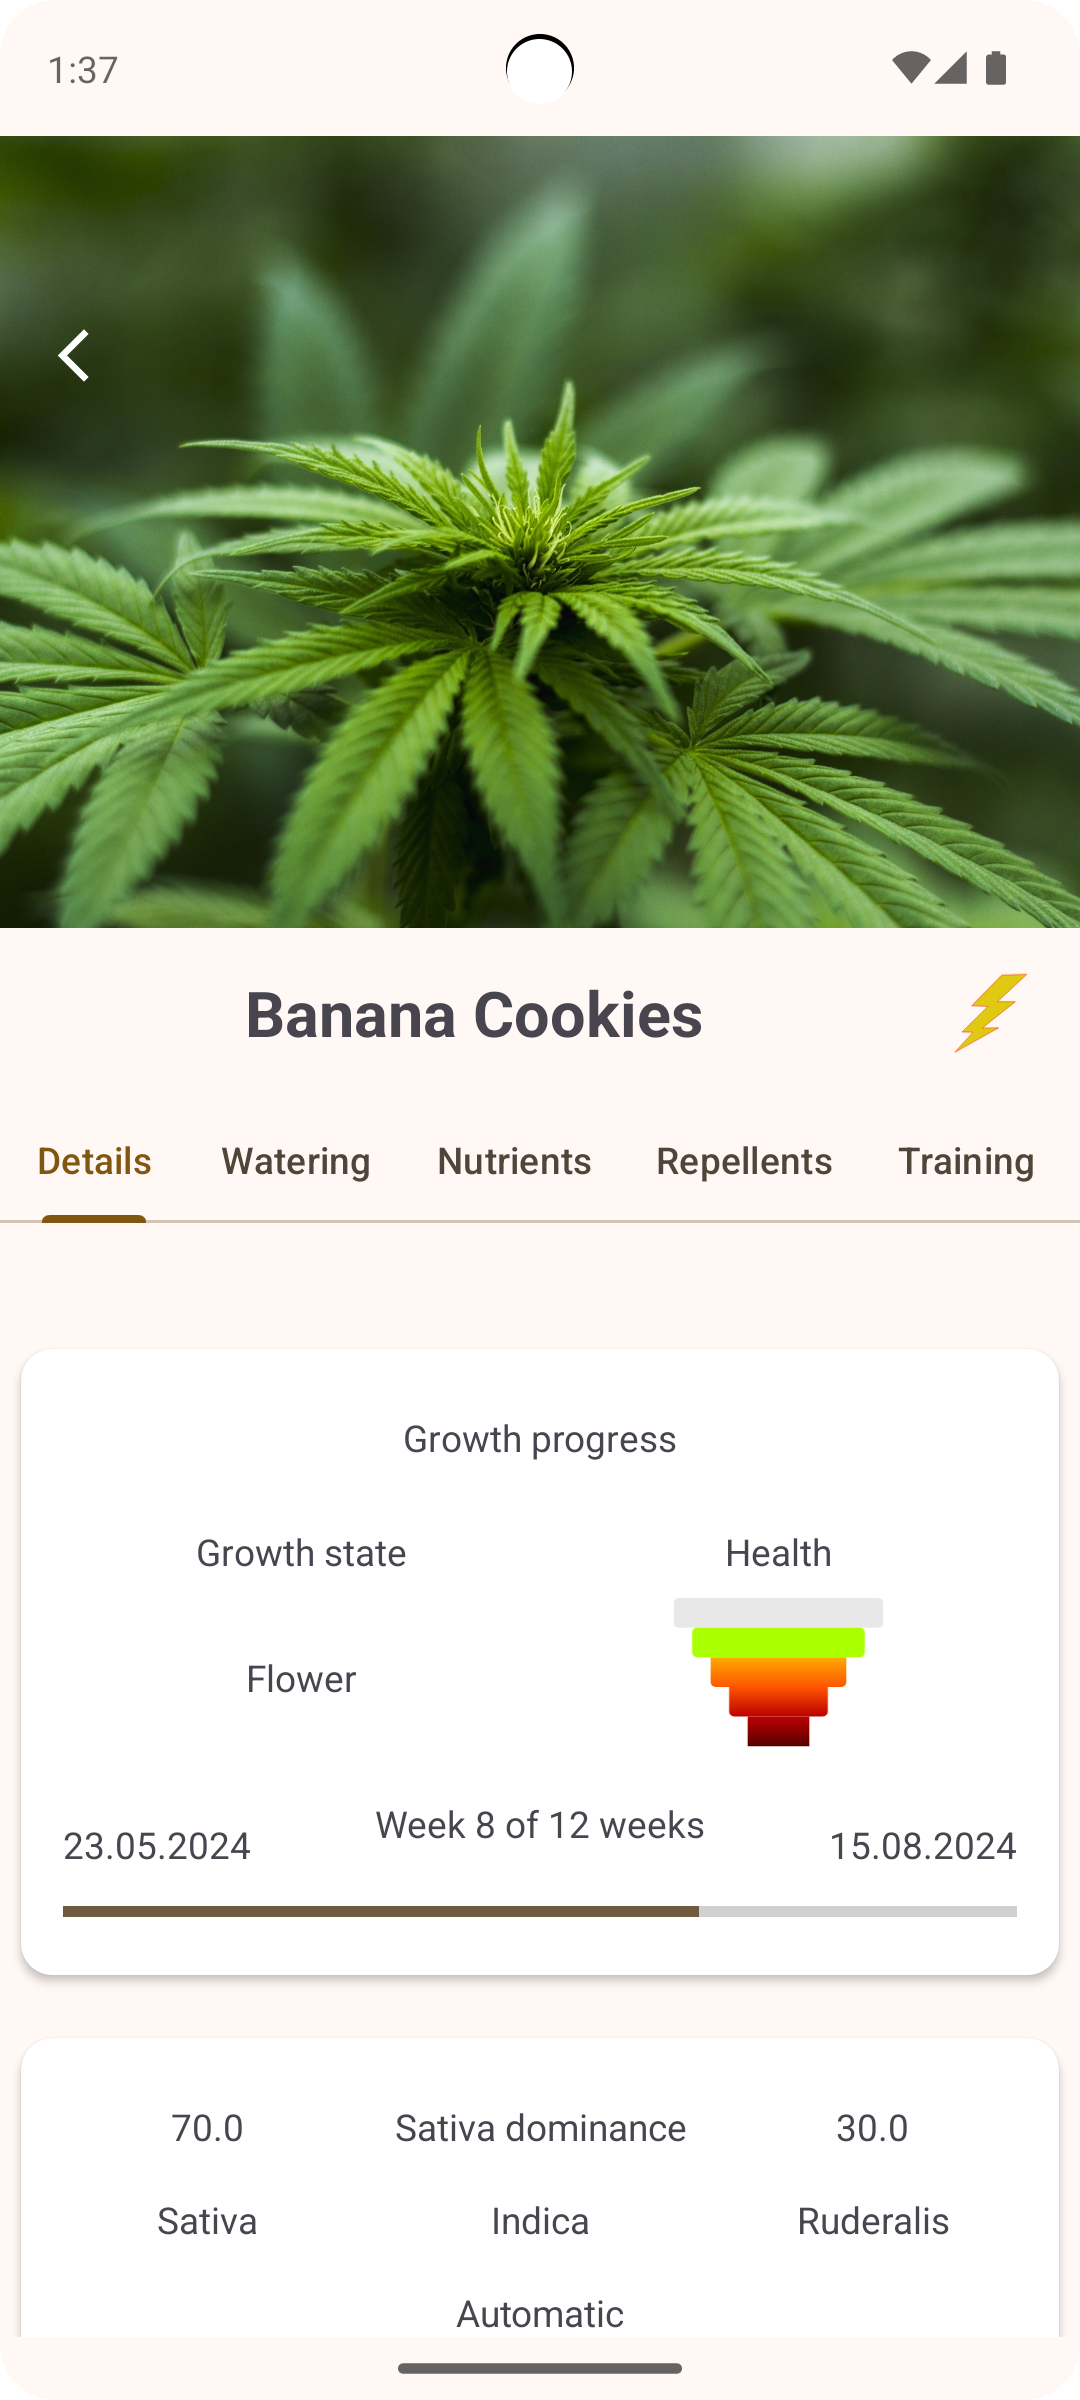 1:37
Banana Cookies
Details Watering Nutrients Repellents Training
Growth progress
Growth state Health
Flower
Week 8 of 12 weeks
23.05.2024 15.08.2024
70.0 Sativa dominance 30.0
Sativa Indica Ruderalis
Automatic